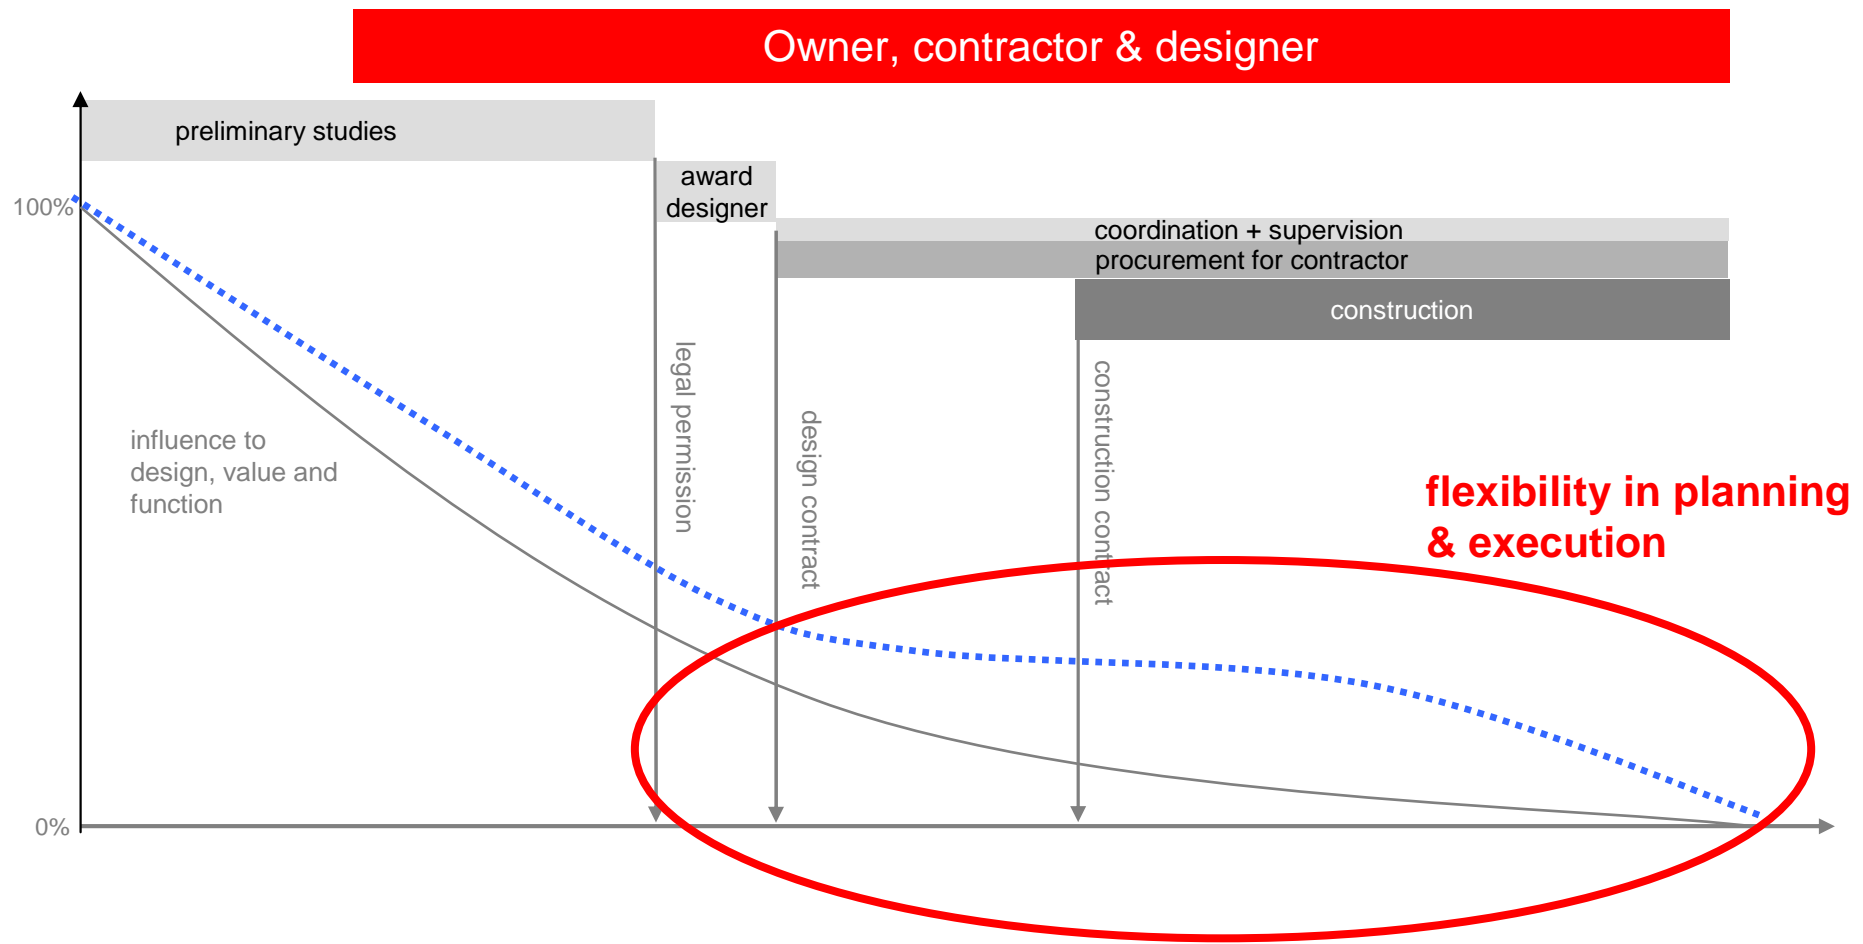 Owner, contractor & designer
preliminary studies
award
designer
100%
coordination + supervision
procurement for contractor
construction
legal permission
construction contract
design contract
influence to
design, value and
function
flexibility in planning
& execution
0%